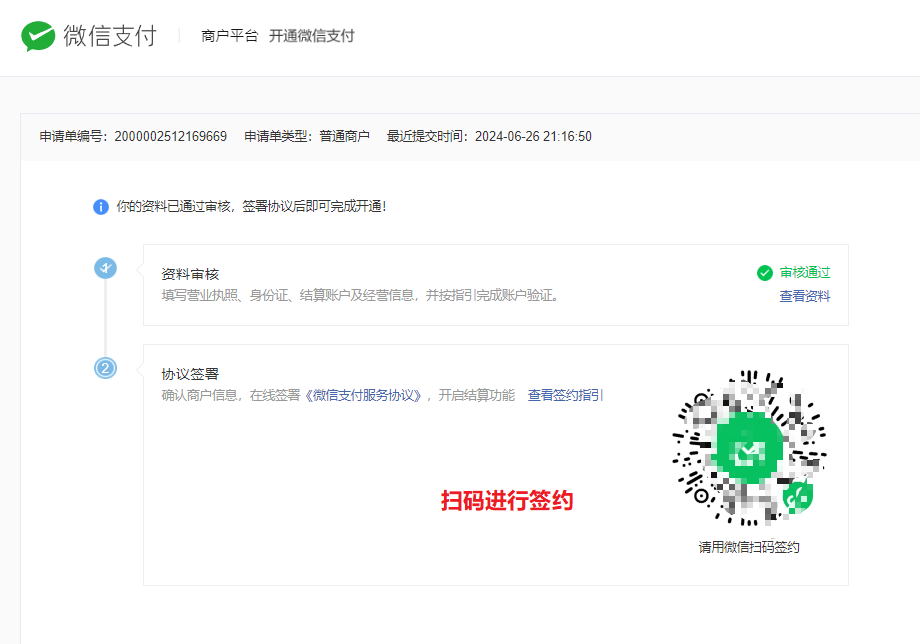 微信支付 商户平台 开通微信支付
申请单编号：2000002512169669 申请单类型：普通商户 最近提交时间：2024-06-26 21:16:50
你的资料已通过审核，签署协议后即可完成开通！
资料审核
填写营业执照、身份证、结算账户及经营信息，并按指引完成账户验证。
审核通过
查看资料
2
协议签署
确认商户信息，在线签署《微信支付服务协议》，开启结算功能 查看签约指引
扫码进行签约
请用微信扫码签约